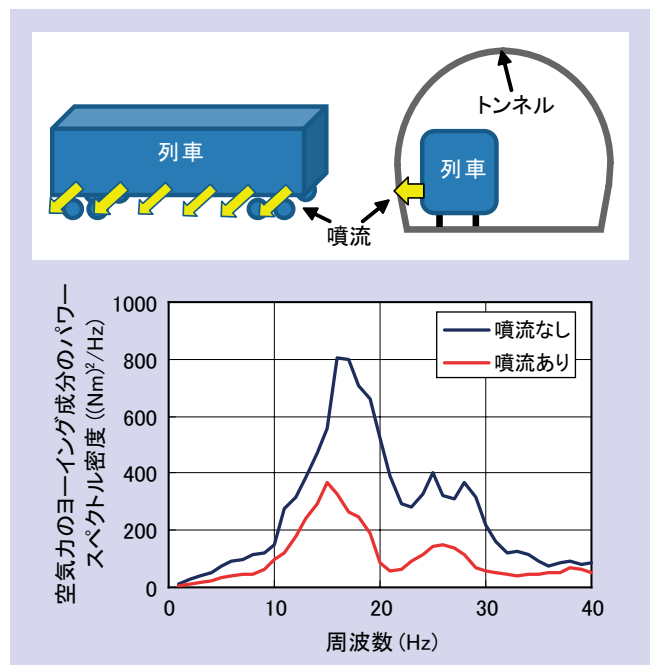 トンネル
列車
列車
噴流
空気力のヨーイング成分のパワー
スペクトル密度 ((Nm)²/Hz)
1000
800
600
400
200
0
噴流なし
噴流あり
0
10
20
30
40
周波数 (Hz)